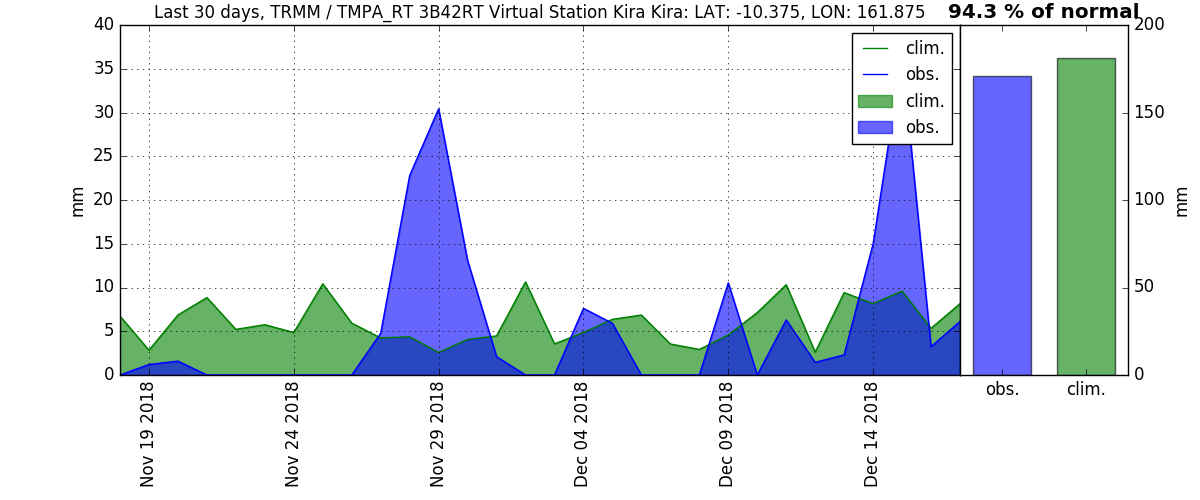 Last 30 days, TRMM / TMPA_RT 3B42RT Virtual Station Kira Kira: LAT: -10.375, LON: 161.875
94.3 % of normal
40
35
30
25
20
15
10
5
0
mm
clim.
obs.
clim.
obs.
200
150
100
50
0
mm
obs.
clim.
Nov 19 2018
Nov 24 2018
Nov 29 2018
Dec 04 2018
Dec 09 2018
Dec 14 2018